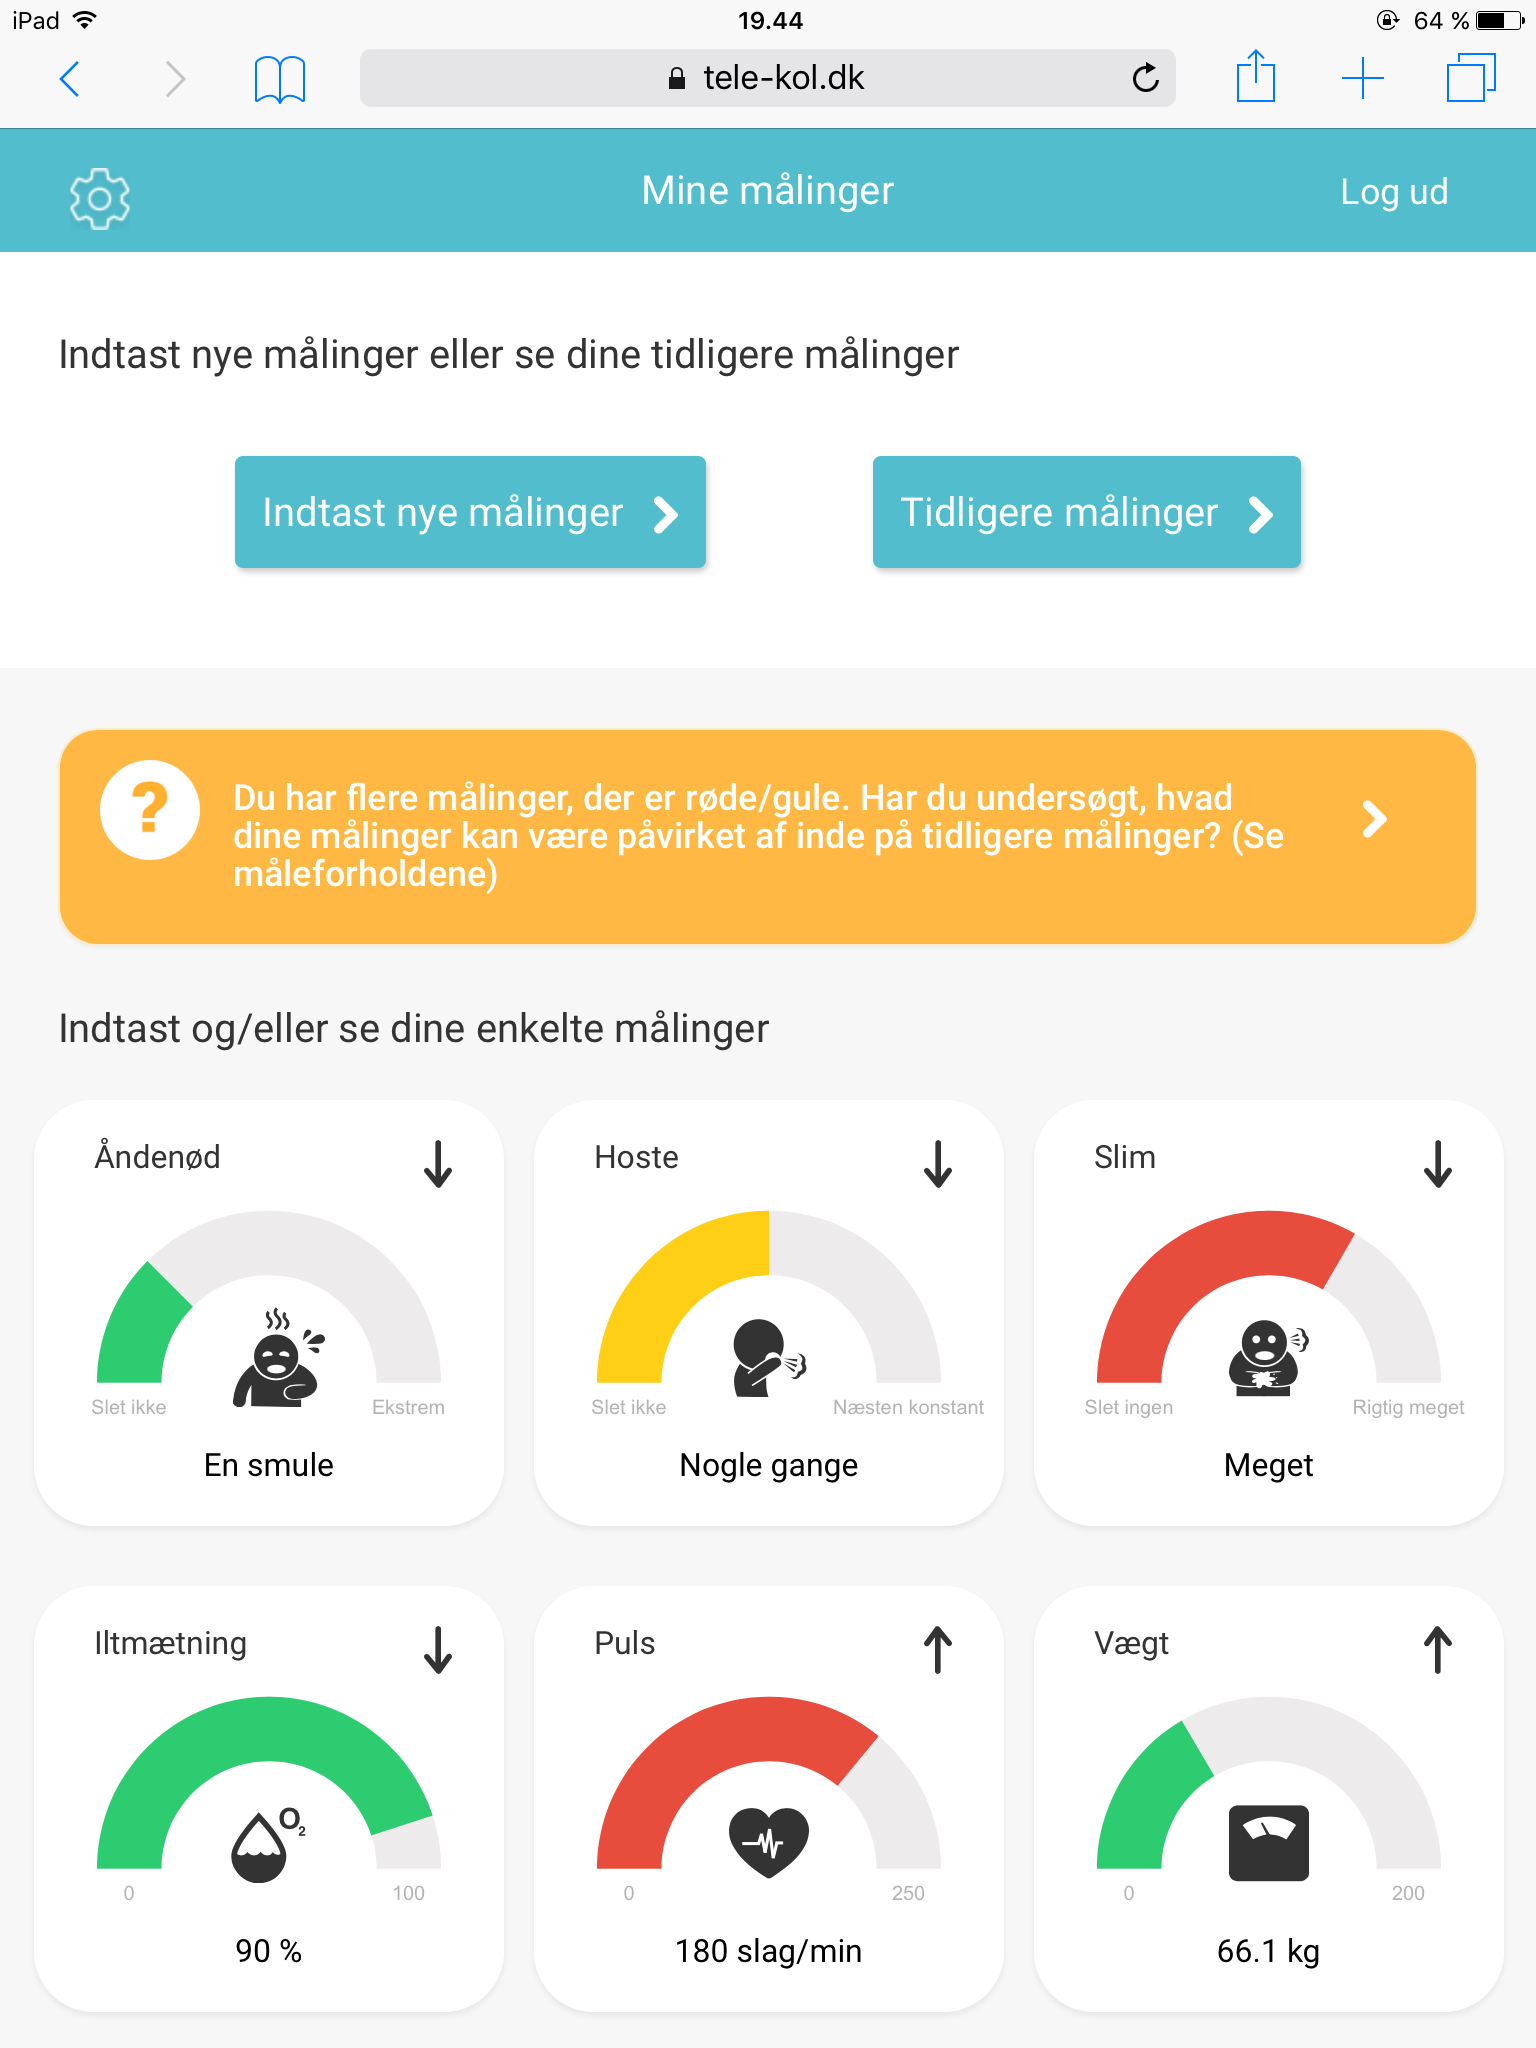 iPad
19.44
64 %
tele-kol.dk
Mine målinger
Log ud
Indtast nye målinger eller se dine tidligere målinger
Indtast nye målinger
Tidligere målinger
?
Du har flere målinger, der er røde/gule. Har du undersøgt, hvad
dine målinger kan være påvirket af inde på tidligere målinger? (Se
måleforholdene)
Indtast og/eller se dine enkelte målinger
Åndenød
Slet ikke
Ekstrem
En smule
Hoste
Slet ikke
Næsten konstant
Nogle gange
Slim
Slet ingen
Rigtig meget
Meget
Iltmætning
O2
0
100
90 %
Puls
0
250
180 slag/min
Vægt
0
200
66.1 kg